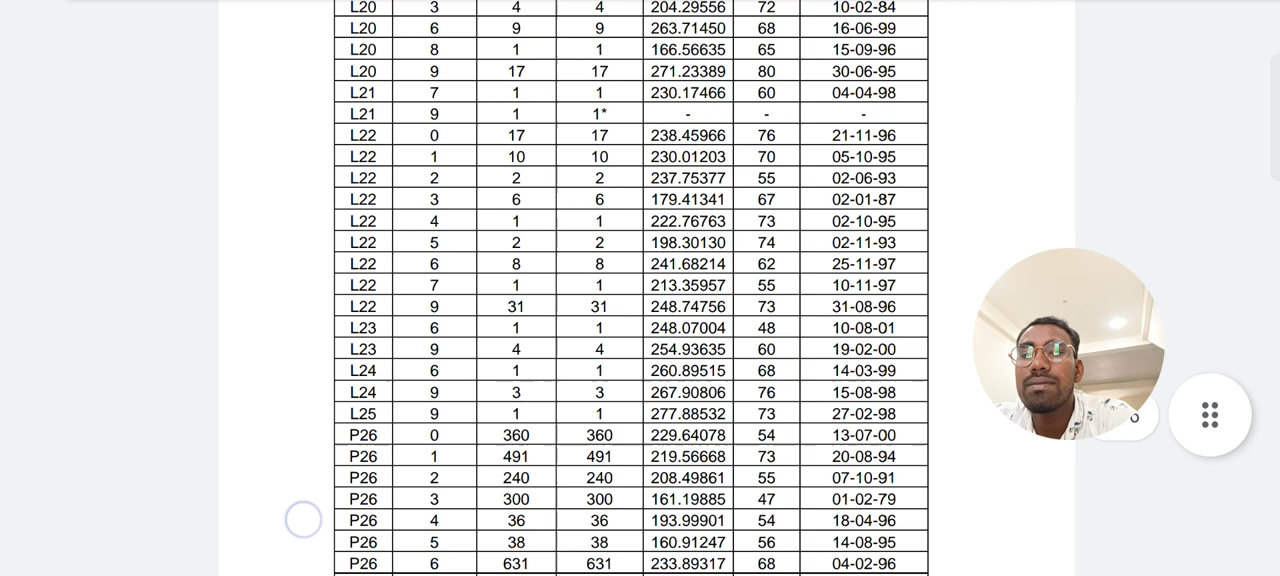 L20 3 4 4 204.29556 72 10-02-84
L20 6 9 9 263.71450 68 16-06-99
L20 8 1 1 166.56635 65 15-09-96
L20 9 17 17 271.23389 80 30-06-95
L21 7 1 1 230.17466 60 04-04-98
L21 9 1 1* - - -
L22 0 17 17 238.45966 76 21-11-96
L22 1 10 10 230.01203 70 05-10-95
L22 2 2 2 237.75377 55 02-06-93
L22 3 6 6 179.41341 67 02-01-87
L22 4 1 1 222.76763 73 02-10-95
L22 5 2 2 198.30130 74 02-11-93
L22 6 8 8 241.68214 62 25-11-97
L22 7 1 1 213.35957 55 10-11-97
L22 9 31 31 248.74756 73 31-08-96
L23 6 1 1 248.07004 48 10-08-01
L23 9 4 4 254.93635 60 19-02-00
L24 6 1 1 260.89515 68 14-03-99
L24 9 3 3 267.90806 76 15-08-98
L25 9 1 1 277.88532 73 27-02-98
P26 0 360 360 229.64078 54 13-07-00
P26 1 491 491 219.56668 73 20-08-94
P26 2 240 240 208.49861 55 07-10-91
P26 3 300 300 161.19885 47 01-02-79
P26 4 36 36 193.99901 54 18-04-96
P26 5 38 38 160.91247 56 14-08-95
P26 6 631 631 233.89317 68 04-02-96